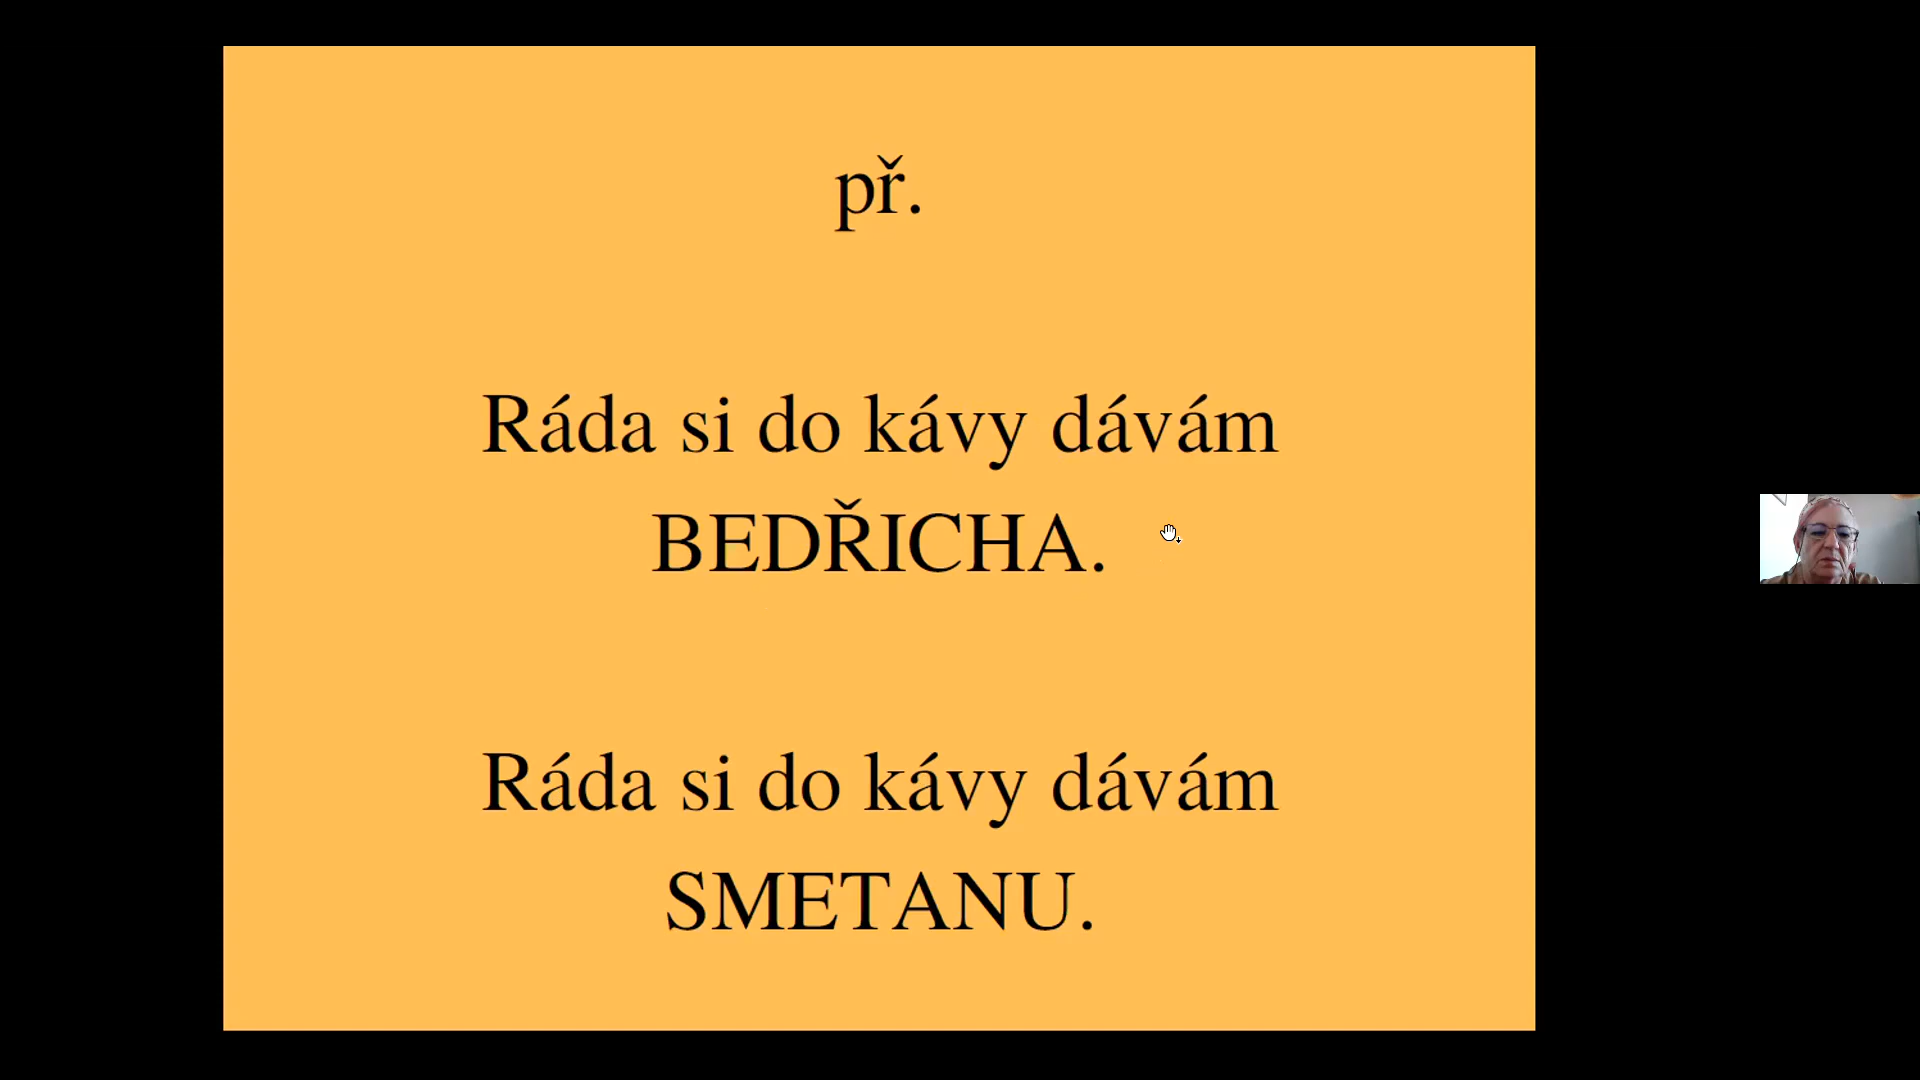 př.
Ráda si do kávy dávám
BEDŘICHA.
Ráda si do kávy dávám
SMETANU.